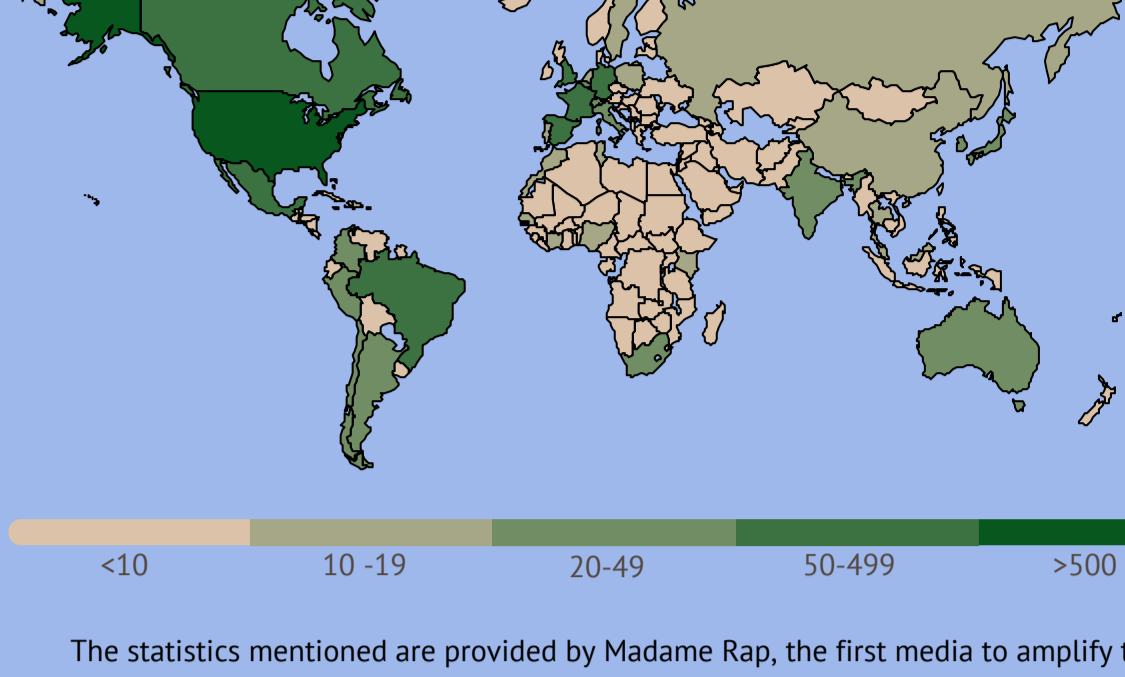 <10 10 -19 20-49 50-499 >500
The statistics mentioned are provided by Madame Rap, the first media to amplify